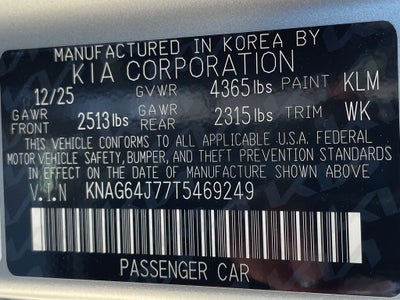 MANUFACTURED IN KOREA BY
KIA CORPORATION
12/25 GVWR 4365 lbs PAINT KLM
GAWR FRONT 2513 lbs GAWR REAR 2315 lbs TRIM WK
THIS VEHICLE CONFORMS TO ALL APPLICABLE U.S.A. FEDERAL
MOTOR VEHICLE SAFETY, BUMPER, AND THEFT PREVENTION STANDARDS
IN EFFECT ON THE DATE OF MANUFACTURE SHOWN ABOVE
V.I.N KNAG64J77T5469249
PASSENGER CAR